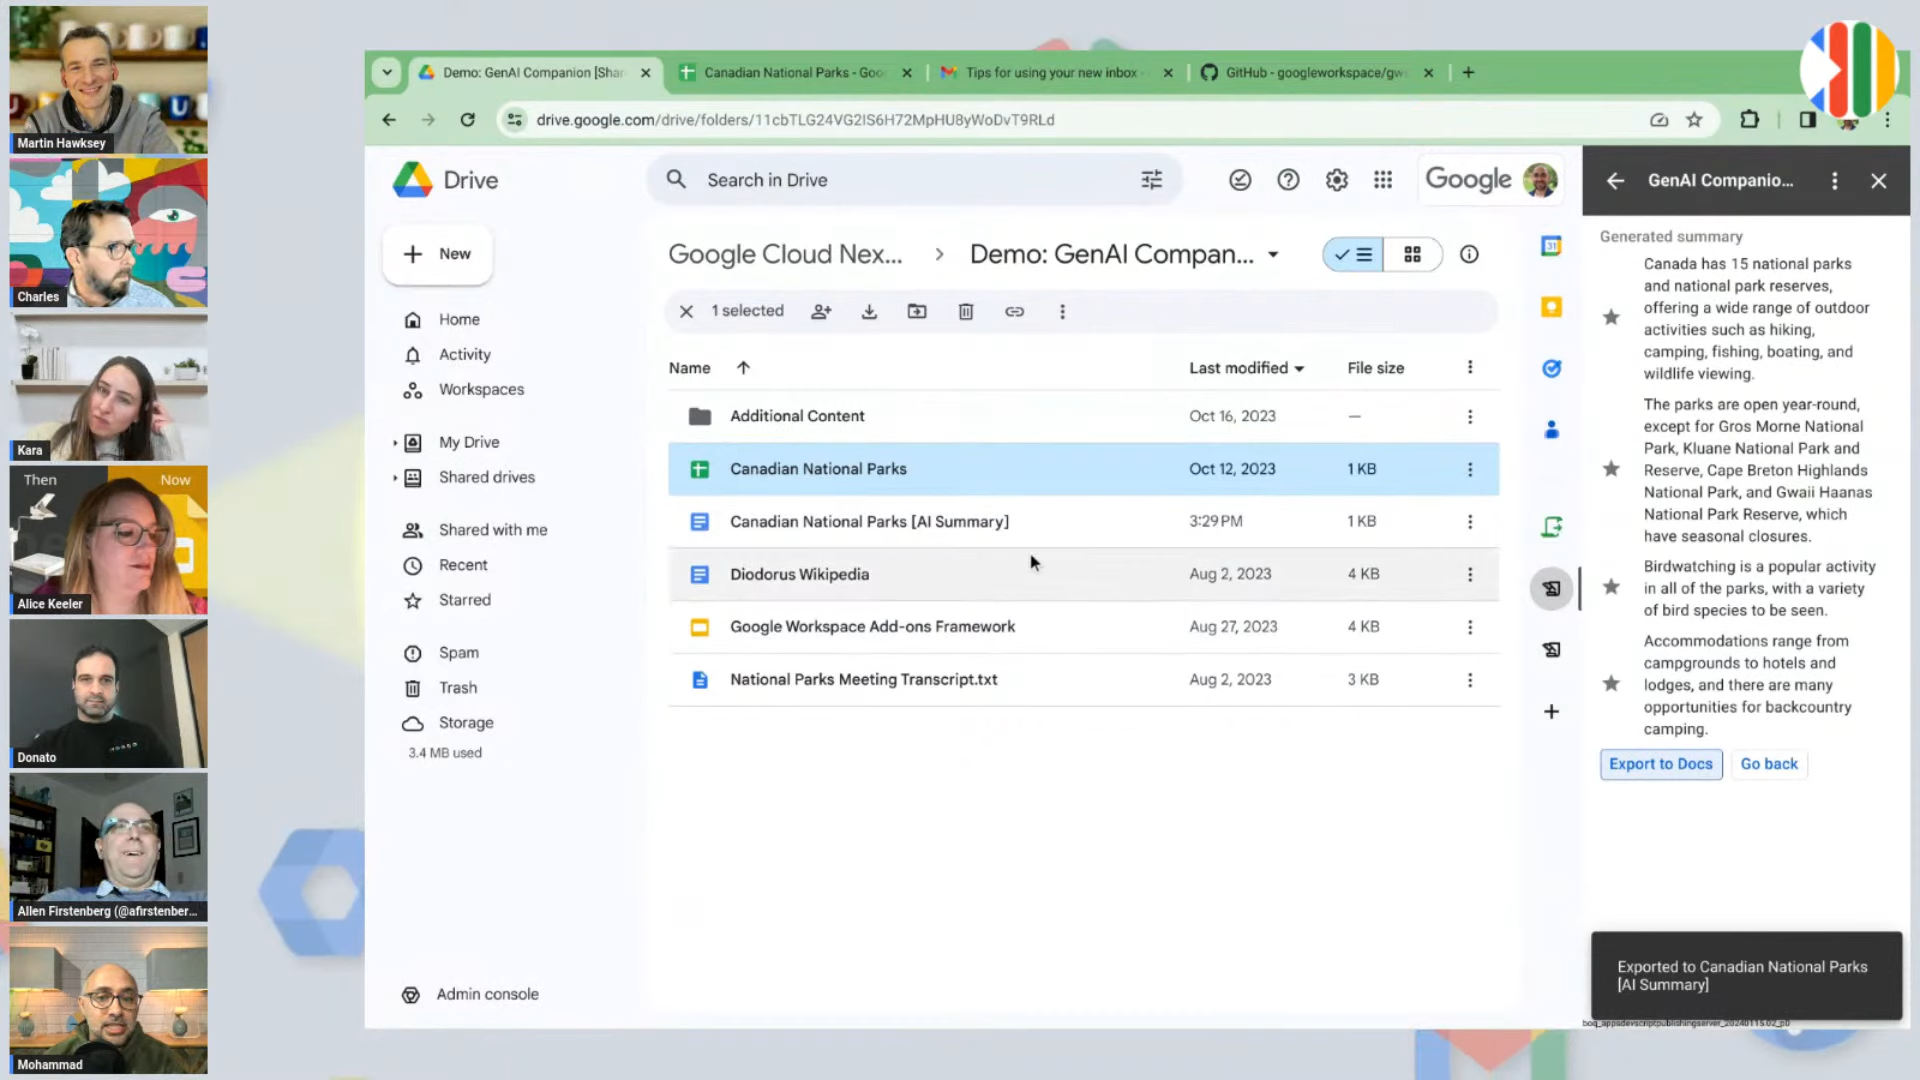 Martin Hawksey
Charles
Kara
Then
Now
Alice Keeler
Donato
Allen Firstenberg (@afirstenber...
Mohammad
Demo: GenAI Companion [Shar
Canadian National Parks - Goo
Tips for using your new inbox -
GitHub - googleworkspace/gw
drive.google.com/drive/folders/11cbTLG24VG2IS6H72MpHU8yWoDvT9RLd
Drive
Search in Drive
Google
New
Home
Activity
Workspaces
My Drive
Shared drives
Shared with me
Recent
Starred
Spam
Trash
Storage
3.4 MB used
Admin console
Google Cloud Nex... > Demo: GenAI Compan...
1 selected
Name
Last modified
File size
Additional Content
Oct 16, 2023
—
Canadian National Parks
Oct 12, 2023
1 KB
Canadian National Parks [AI Summary]
3:29 PM
1 KB
Diodorus Wikipedia
Aug 2, 2023
4 KB
Google Workspace Add-ons Framework
Aug 27, 2023
4 KB
National Parks Meeting Transcript.txt
Aug 2, 2023
3 KB
31
GenAI Companio...
Generated summary
Canada has 15 national parks
and national park reserves,
offering a wide range of outdoor
activities such as hiking,
camping, fishing, boating, and
wildlife viewing.
The parks are open year-round,
except for Gros Morne National
Park, Kluane National Park and
Reserve, Cape Breton Highlands
National Park, and Gwaii Haanas
National Park Reserve, which
have seasonal closures.
Birdwatching is a popular activity
in all of the parks, with a variety
of bird species to be seen.
Accommodations range from
campgrounds to hotels and
lodges, and there are many
opportunities for backcountry
camping.
Export to Docs
Go back
Exported to Canadian National Parks
[AI Summary]
boq_appsdevscriptpublishingserver_20240115.02_p0